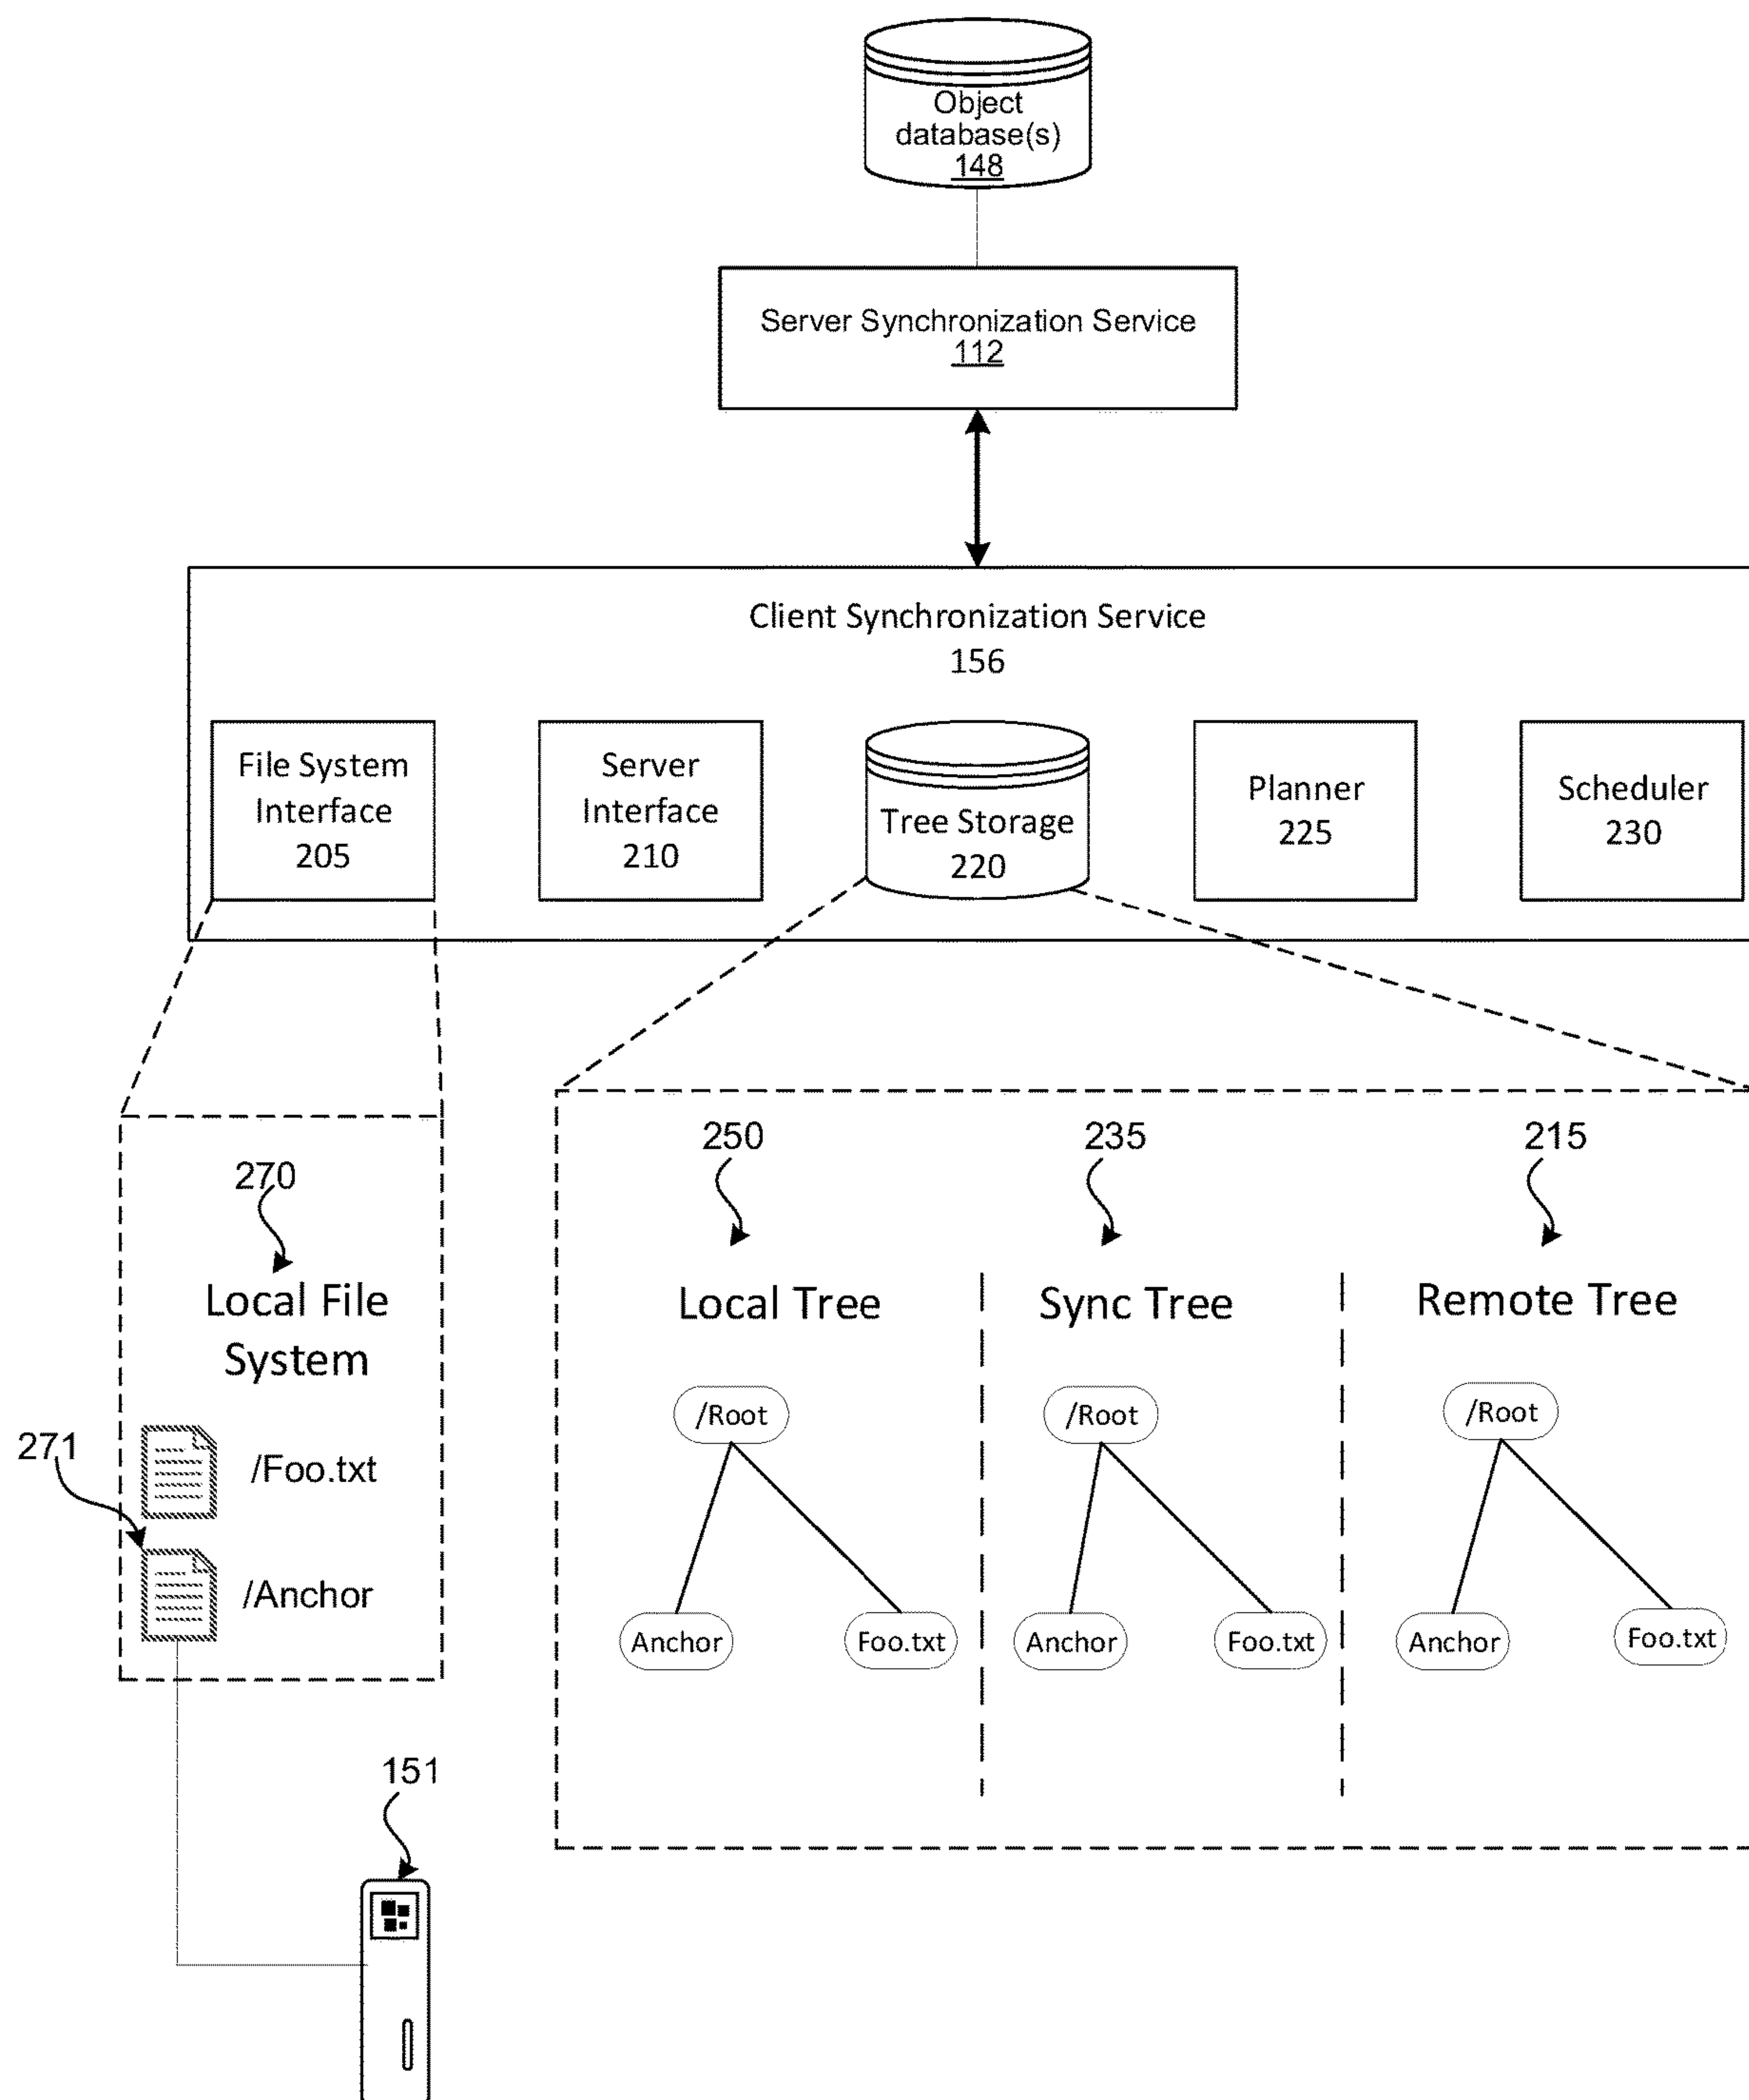 Object
database(s)
148
Server Synchronization Service
112
Client Synchronization Service
156
File System
Interface
205
Server
Interface
210
Tree Storage
220
Planner
225
Scheduler
230
270
Local File
System
271
/Foo.txt
/Anchor
151
250
235
215
Local Tree
Sync Tree
Remote Tree
/Root
/Root
/Root
Anchor
Foo.txt
Anchor
Foo.txt
Anchor
Foo.txt